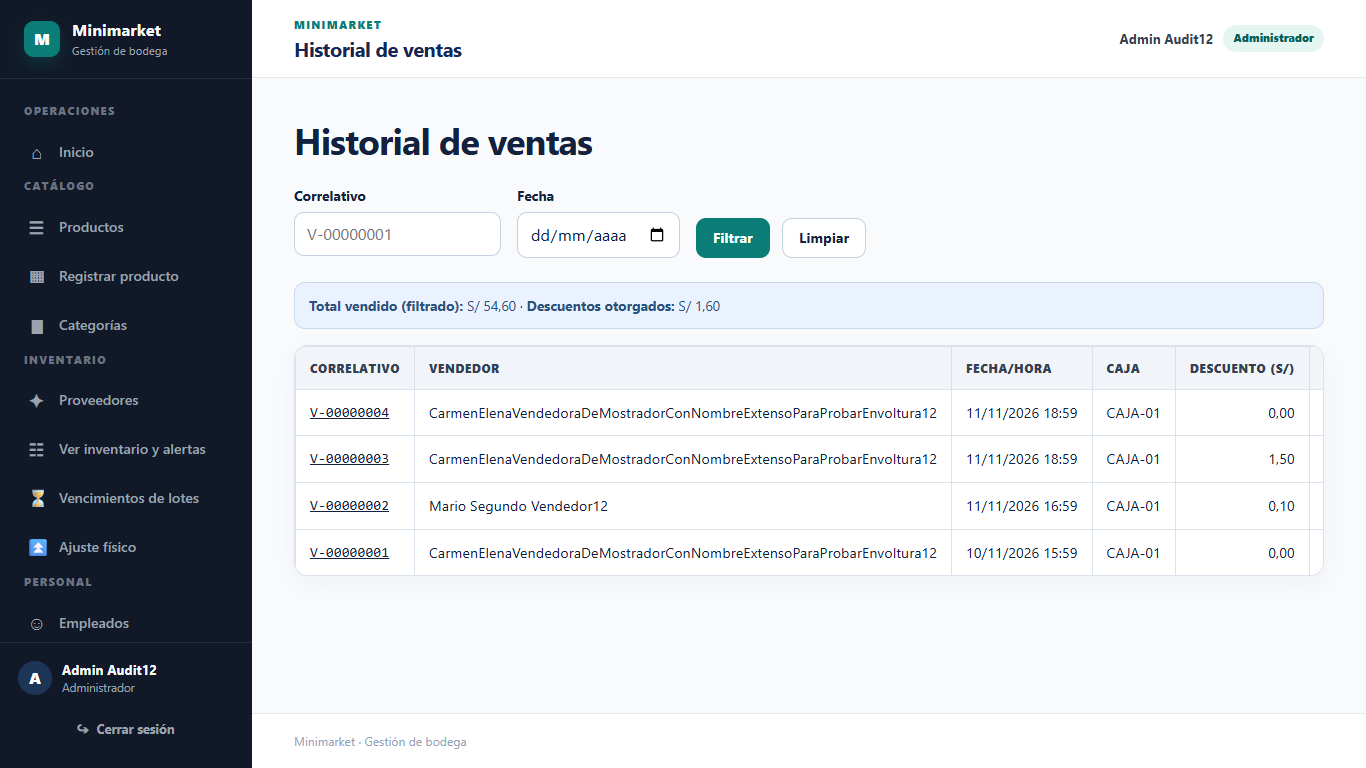 M
Minimarket
Gestión de bodega
OPERACIONES
Inicio
CATÁLOGO
Productos
Registrar producto
Categorías
INVENTARIO
Proveedores
Ver inventario y alertas
Vencimientos de lotes
Ajuste físico
PERSONAL
Empleados
A
Admin Audit12
Administrador
Cerrar sesión
MINIMARKET
Historial de ventas
Admin Audit12 Administrador
Historial de ventas
Correlativo Fecha
V-00000001 dd/mm/aaaa Filtrar Limpiar
Total vendido (filtrado): S/ 54,60 · Descuentos otorgados: S/ 1,60
CORRELATIVO VENDEDOR FECHA/HORA CAJA DESCUENTO (S/)
V-00000004 CarmenElenaVendedoraDeMostradorConNombreExtensoParaProbarEnvoltura12 11/11/2026 18:59 CAJA-01 0,00
V-00000003 CarmenElenaVendedoraDeMostradorConNombreExtensoParaProbarEnvoltura12 11/11/2026 18:59 CAJA-01 1,50
V-00000002 Mario Segundo Vendedor12 11/11/2026 16:59 CAJA-01 0,10
V-00000001 CarmenElenaVendedoraDeMostradorConNombreExtensoParaProbarEnvoltura12 10/11/2026 15:59 CAJA-01 0,00
Minimarket · Gestión de bodega